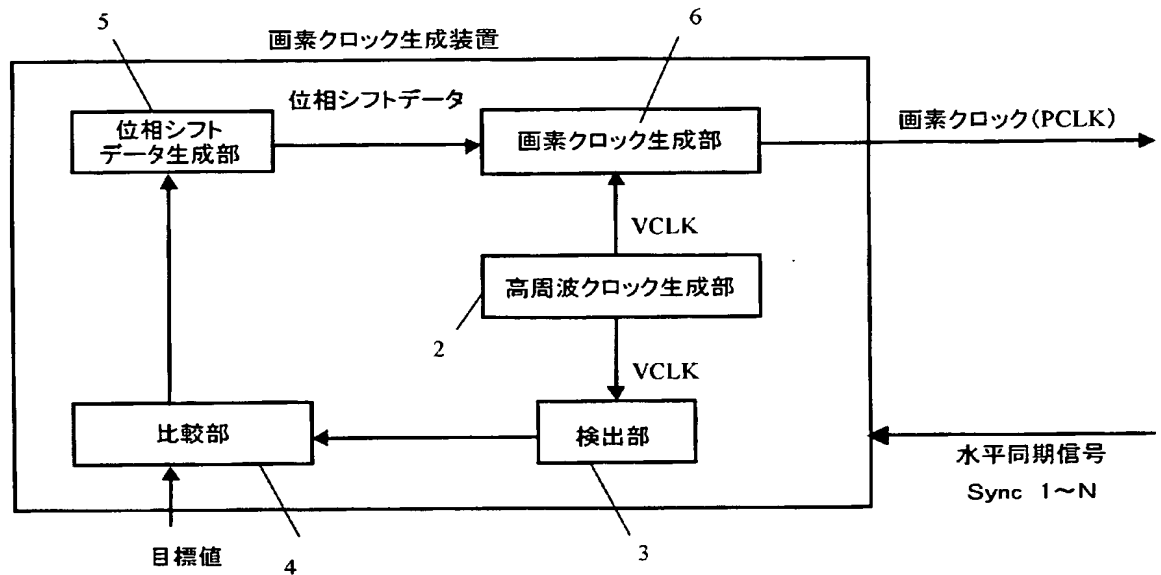 5
6
画素クロック生成装置
位相シフトデータ
位相シフト
データ生成部
画素クロック生成部
画素クロック(PCLK)
VCLK
高周波クロック生成部
2
VCLK
比較部
検出部
水平同期信号
Sync 1～N
目標値
4
3